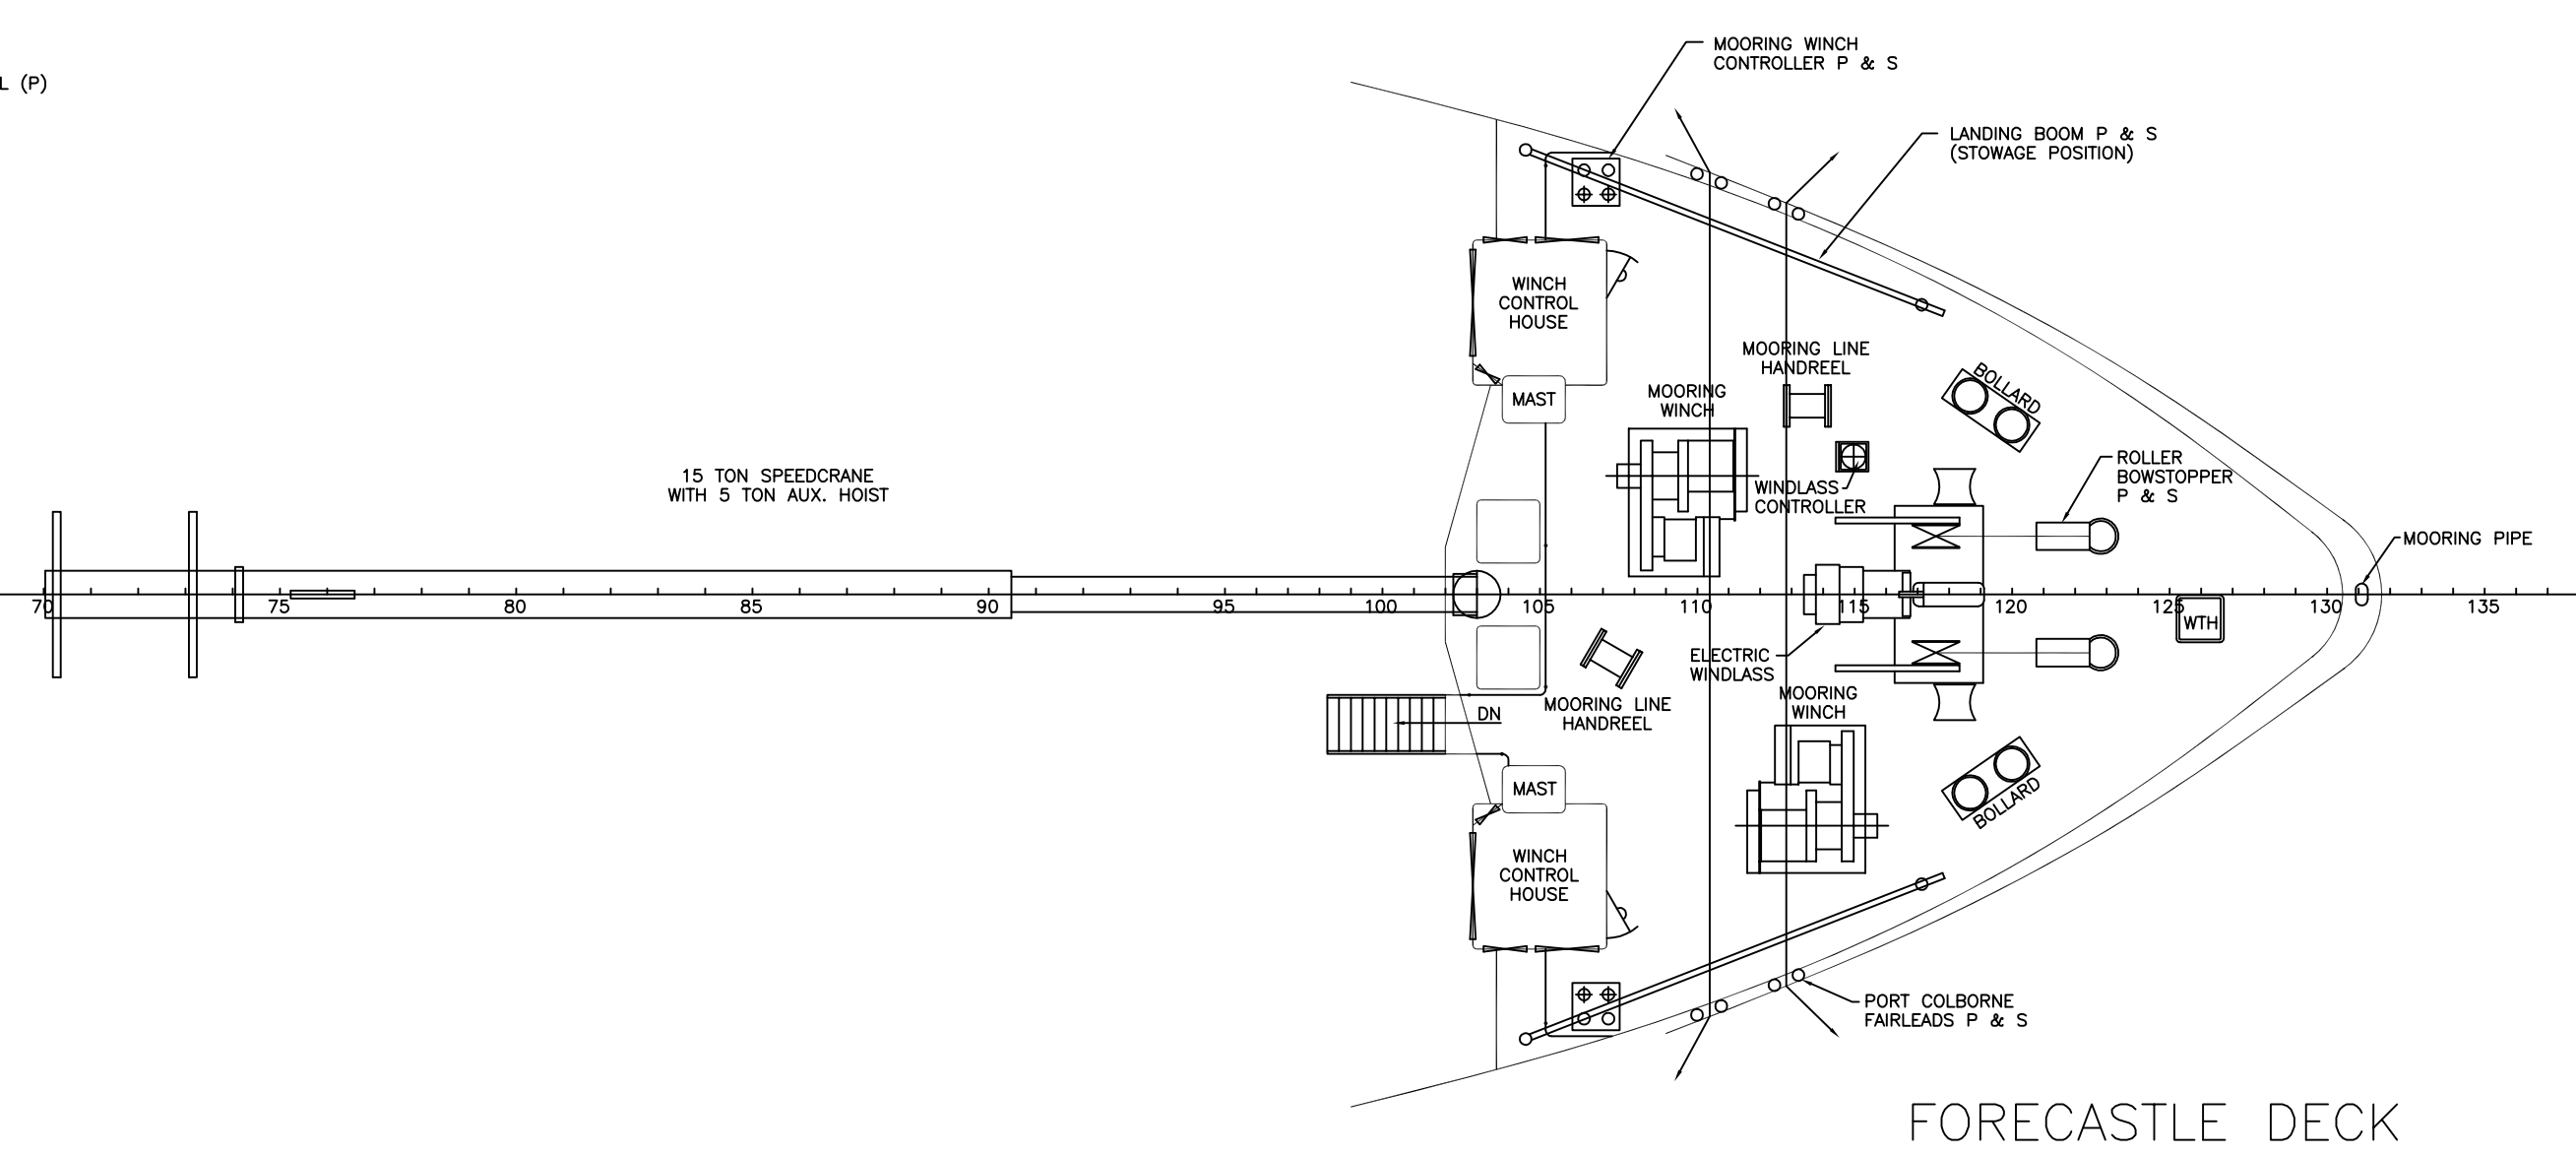 L (P)
MOORING WINCH
CONTROLLER P & S
LANDING BOOM P & S
(STOWAGE POSITION)
WINCH
CONTROL
HOUSE
MAST
MOORING LINE
HANDREEL
MOORING
WINCH
BOLLARD
15 TON SPEEDCRANE
WITH 5 TON AUX. HOIST
WINDLASS
CONTROLLER
ROLLER
BOWSTOPPER
P & S
MOORING PIPE
70 75 80 85 90 95 100 105 110 115 120 125 130 135
WTH
ELECTRIC
WINDLASS
MOORING LINE
HANDREEL
DN
MOORING
WINCH
MAST
BOLLARD
WINCH
CONTROL
HOUSE
PORT COLBORNE
FAIRLEADS P & S
FORECASTLE DECK